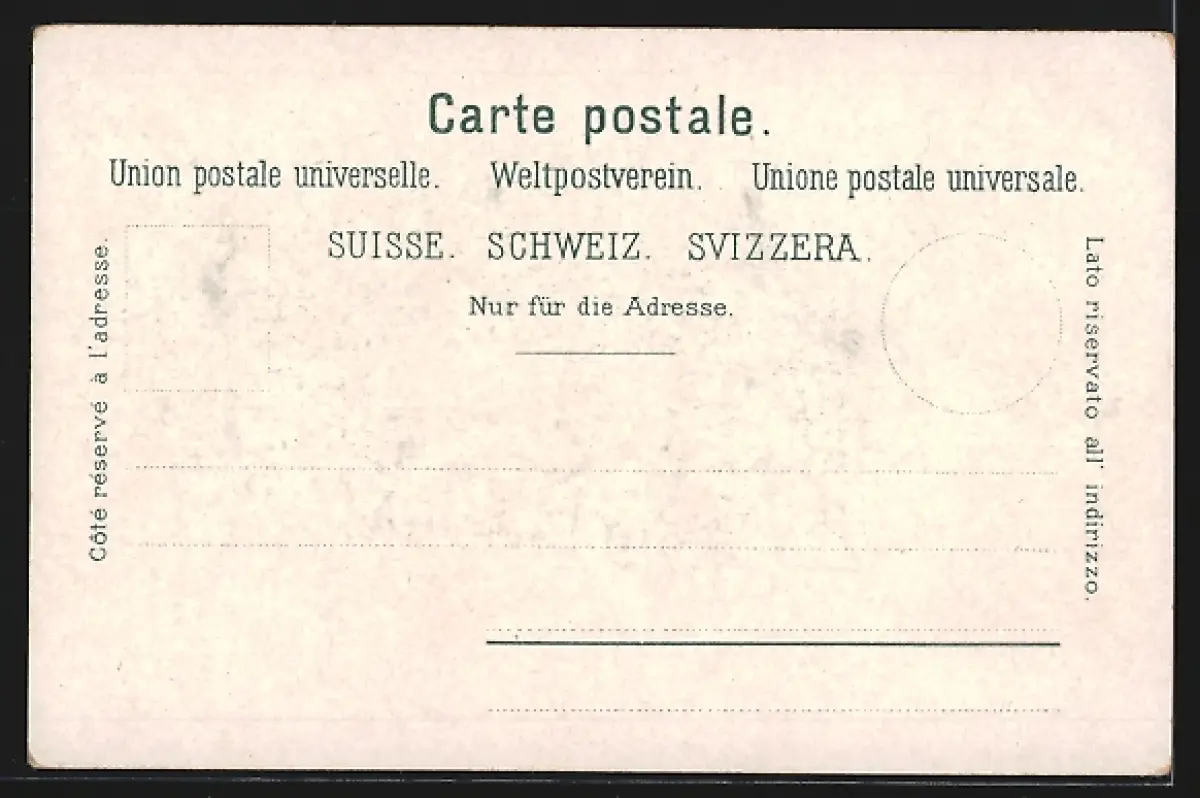 Carte postale.
Union postale universelle. Weltpostverein. Unione postale universale.
SUISSE. SCHWEIZ. SVIZZERA.
Nur für die Adresse.
Côté réservé à l'adresse.
Lato riservato all' indirizzo.